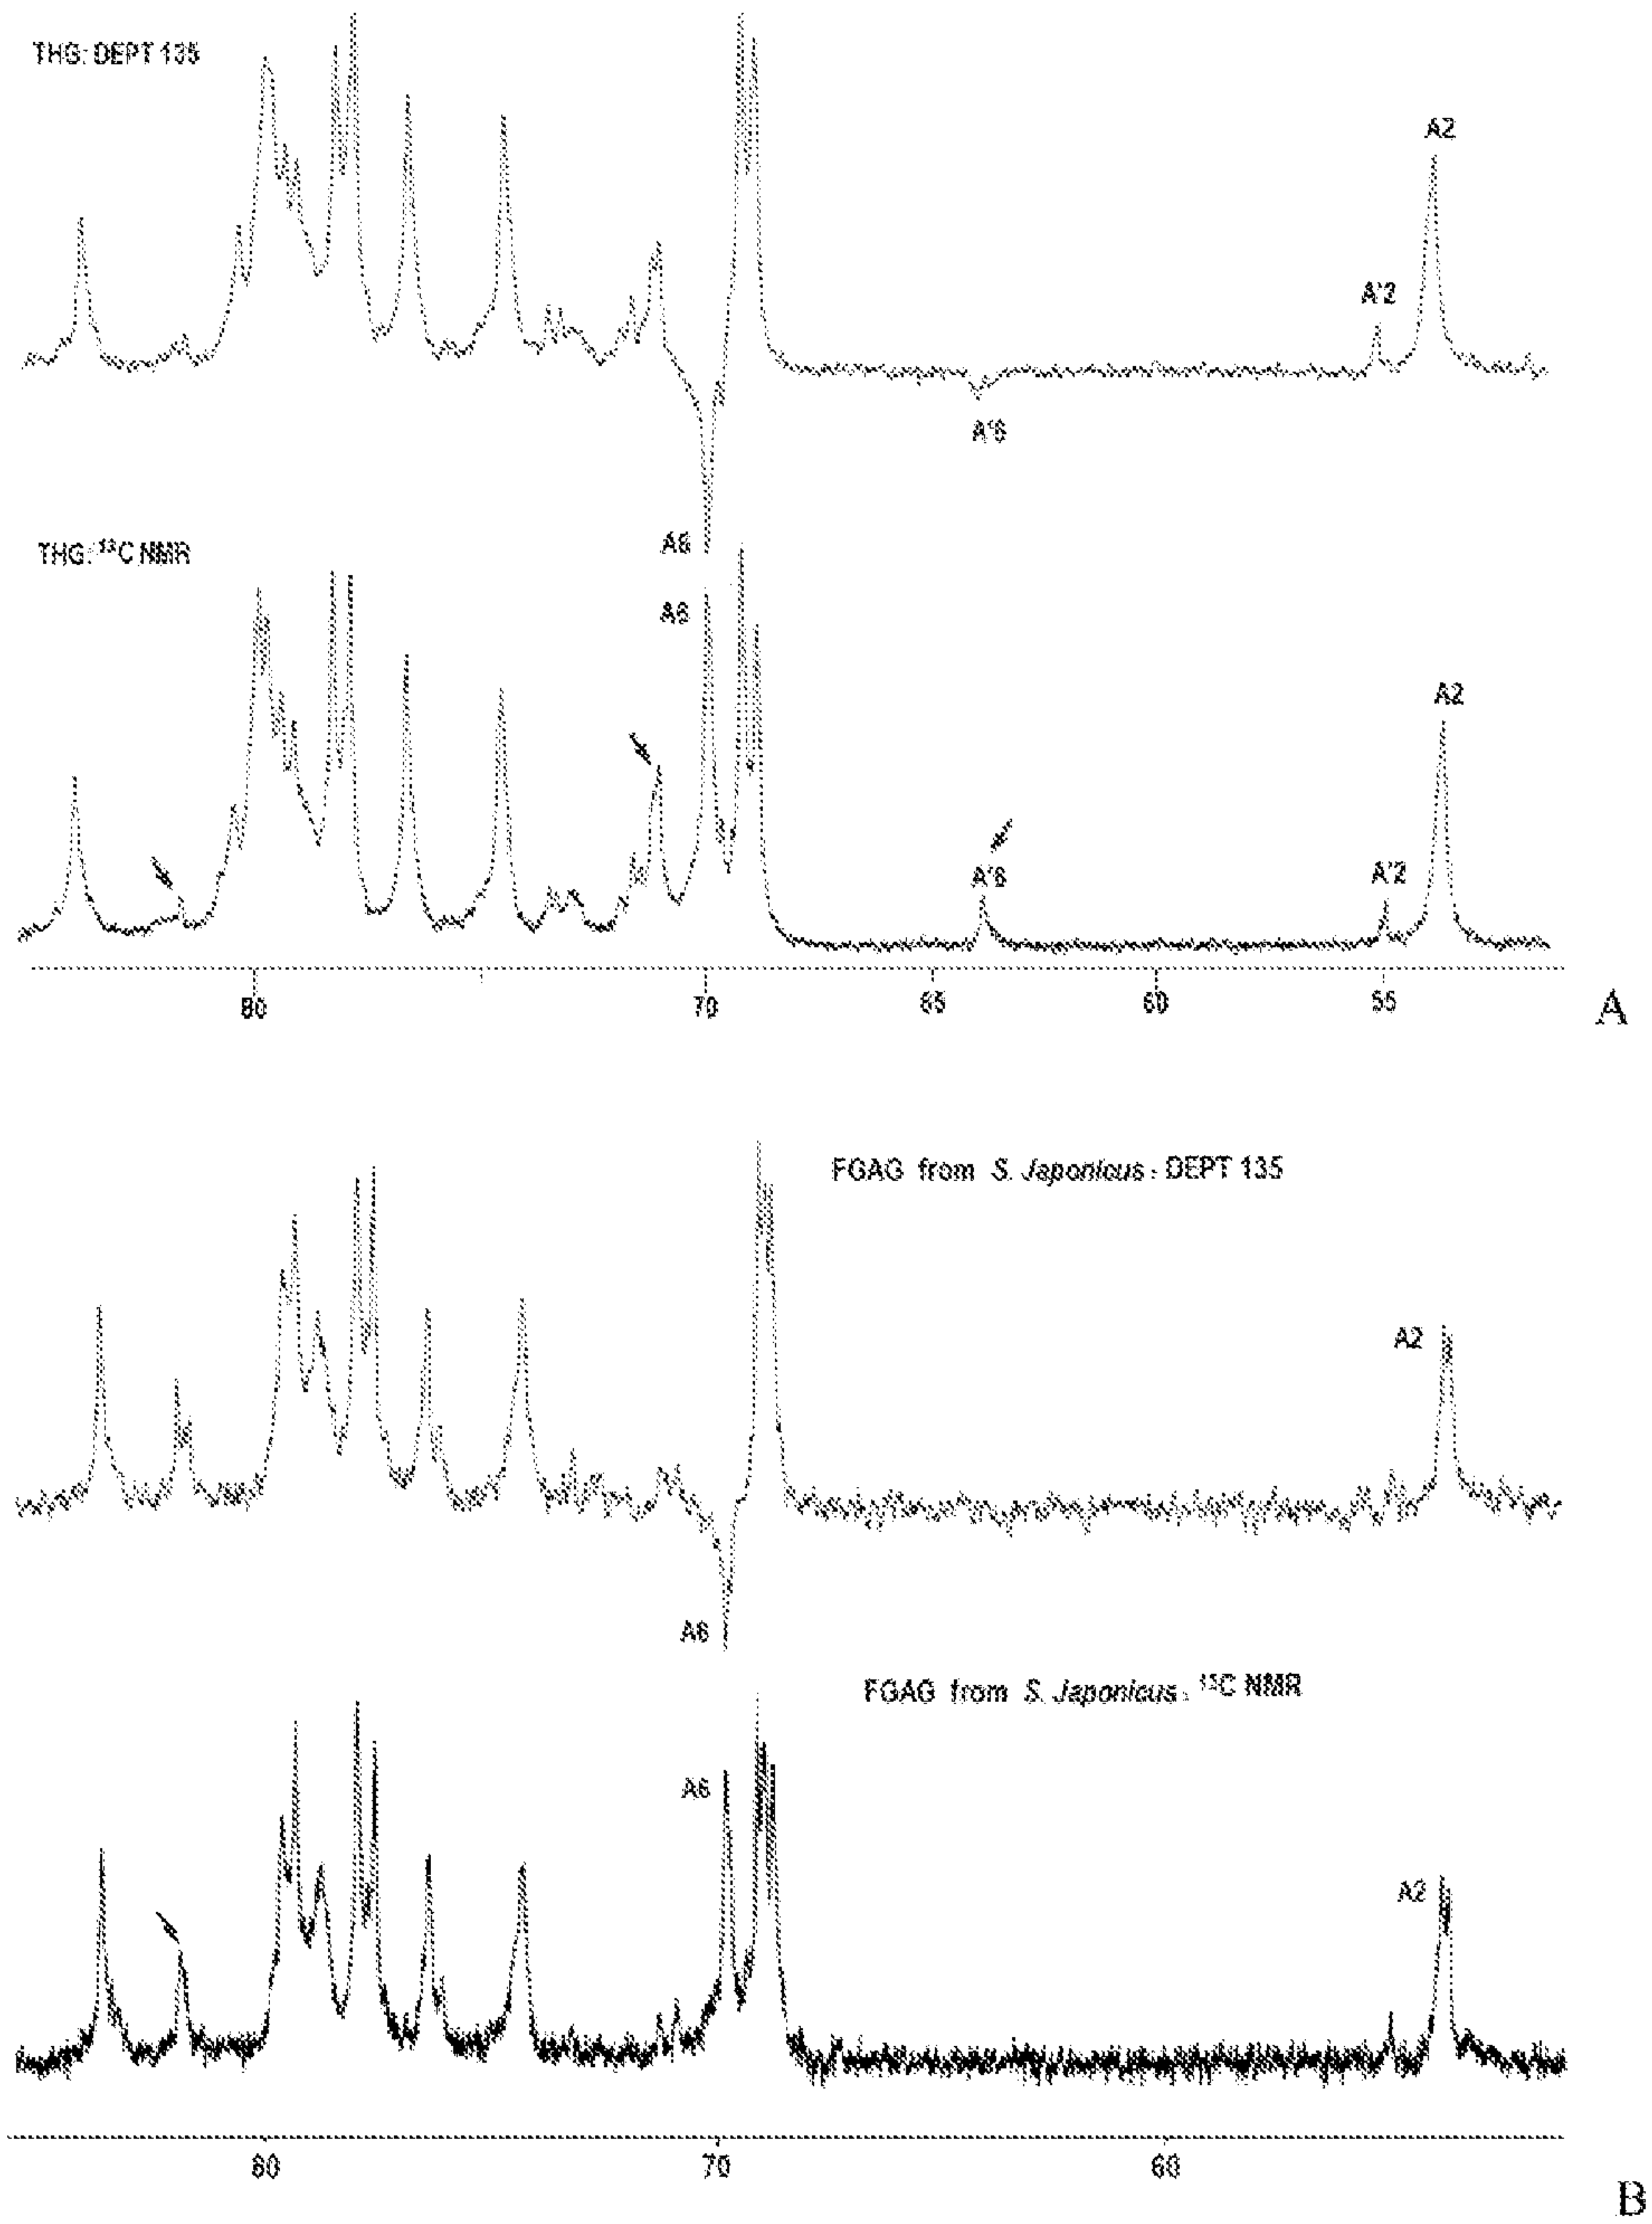 THG: DEPT 135
A2
A'2
A'6
A6
THG: ¹³C NMR
A6
A2
A'6
A'2
80 70 65 60 55
A
FGAG from S. Japonicus: DEPT 135
A2
A6
FGAG from S. Japonicus: ¹³C NMR
A6
A2
80 70 60
B